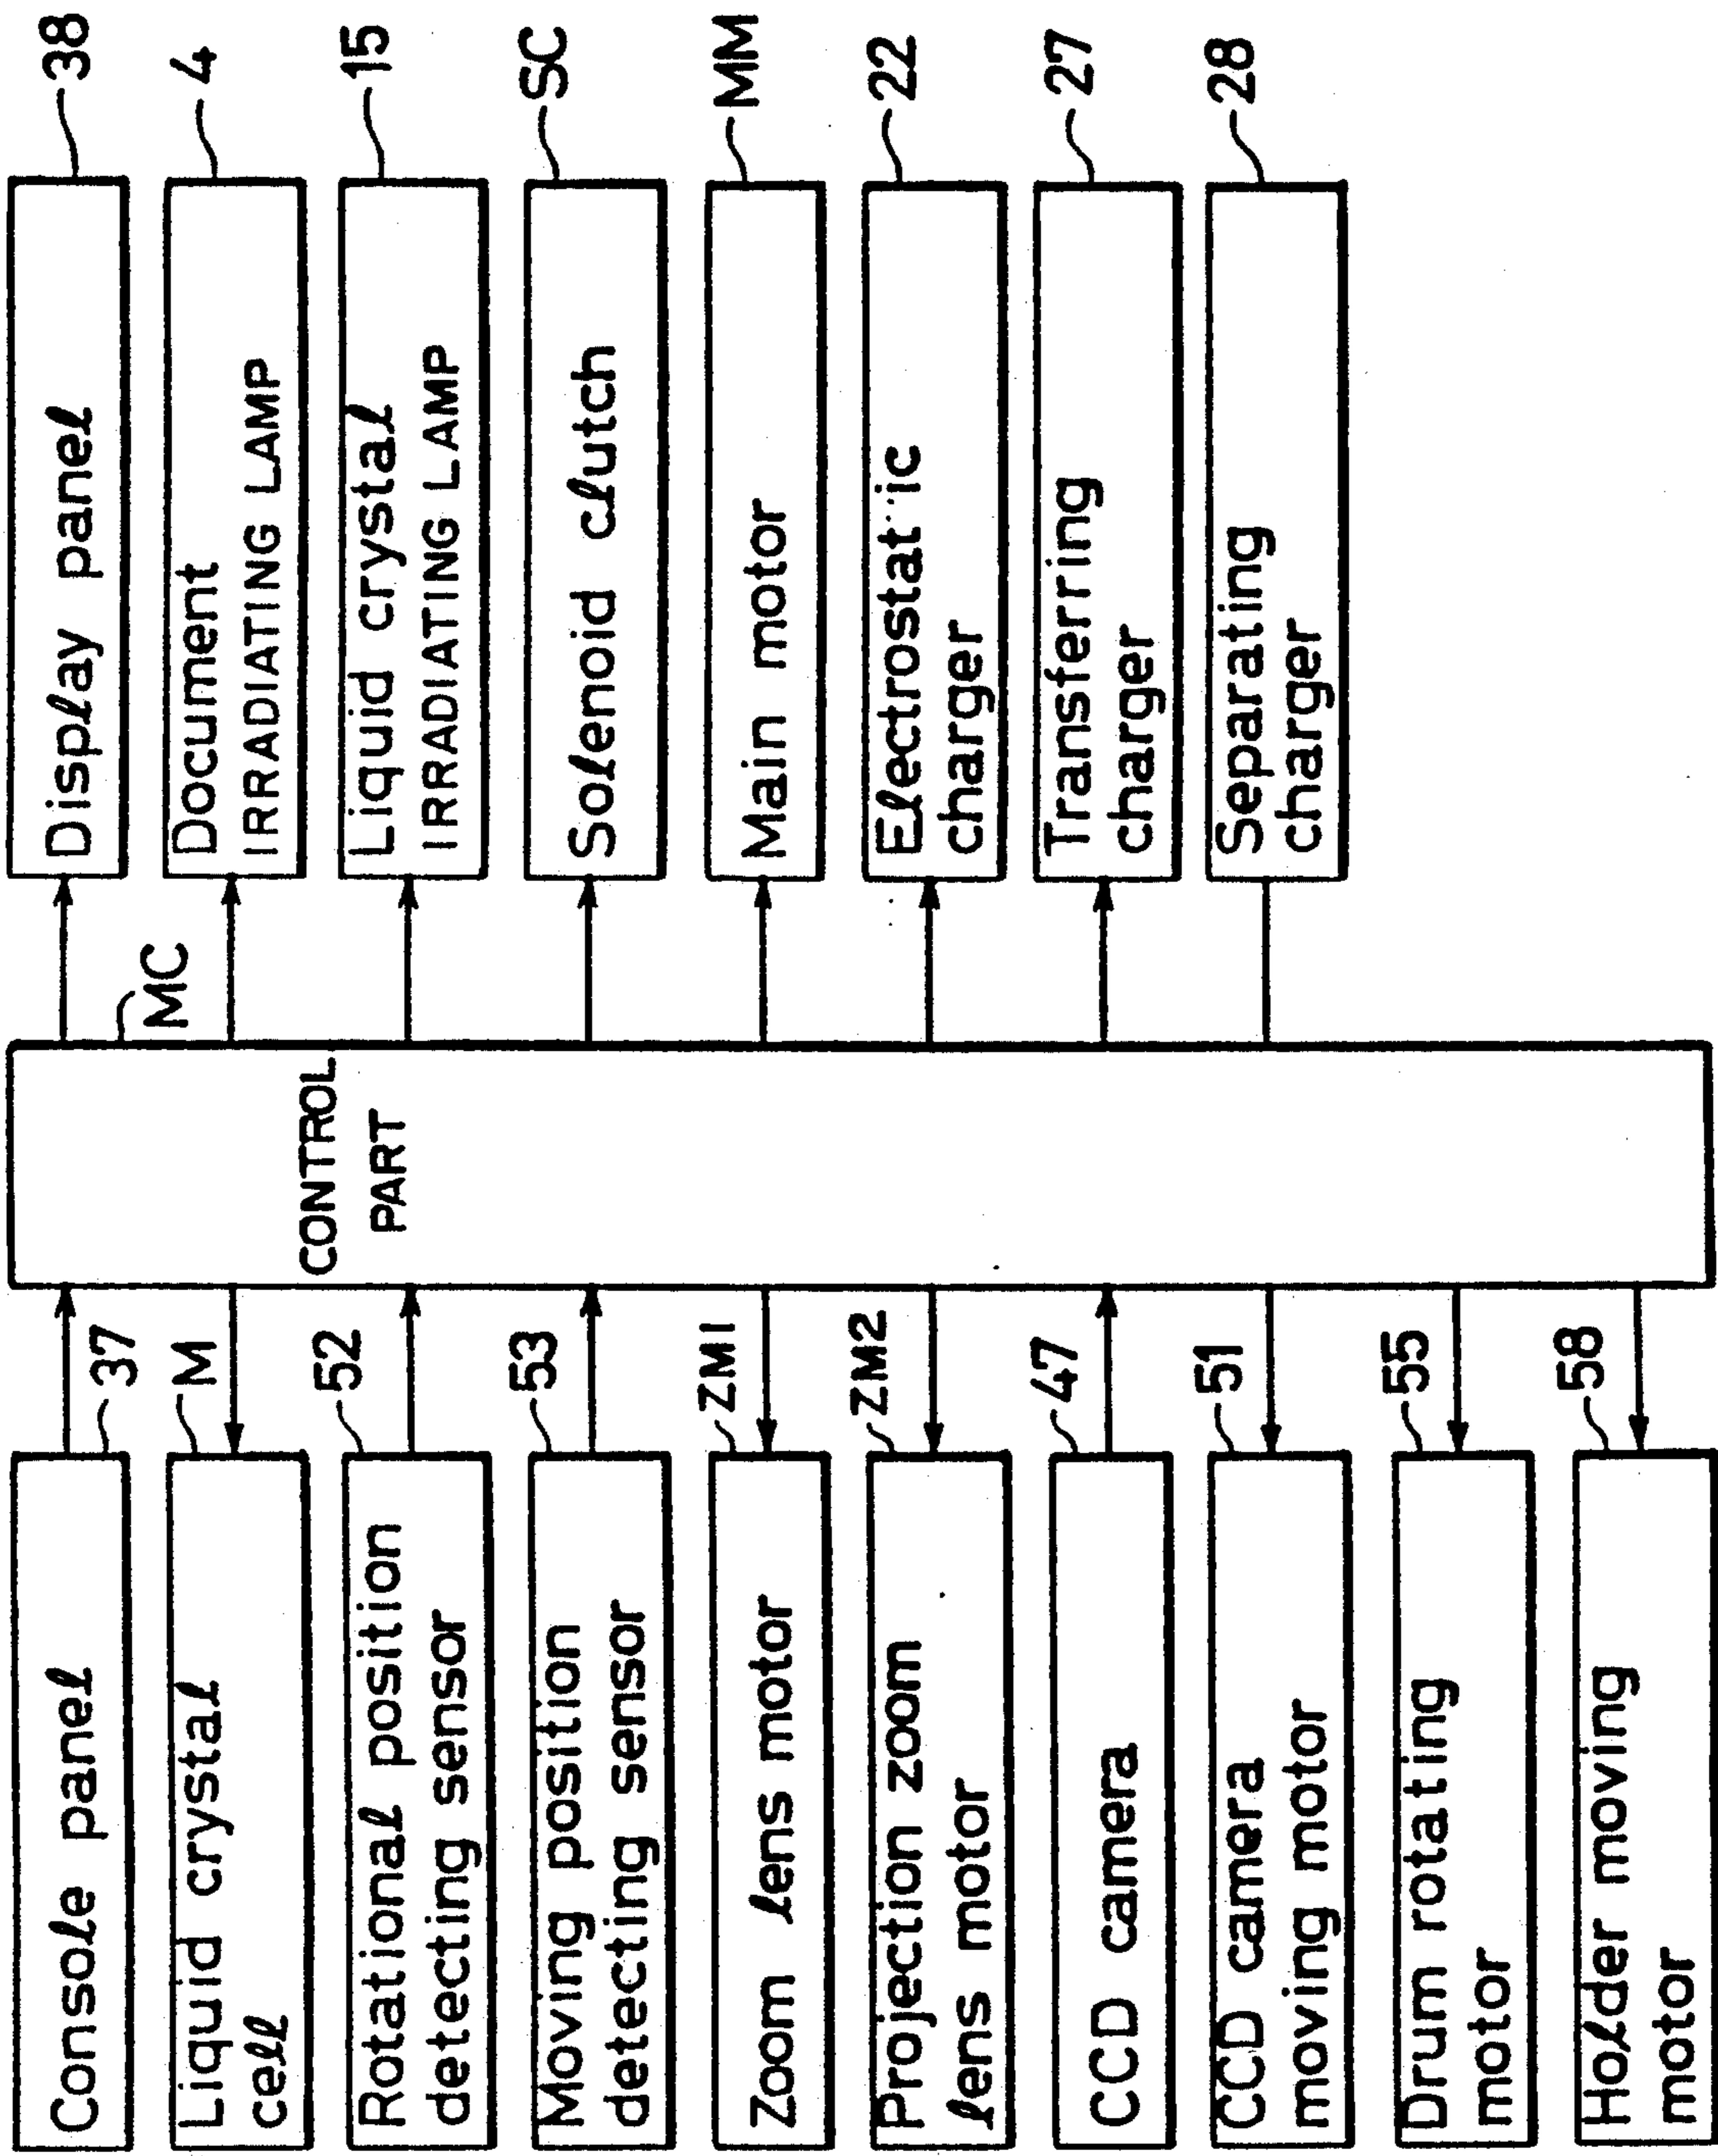 Console panel
37
Liquid crystal
cell
M
Rotational position
detecting sensor
52
Moving position
detecting sensor
53
Zoom lens motor
ZM1
Projection zoom
lens motor
ZM2
CCD camera
47
CCD camera
moving motor
51
Drum rotating
motor
55
Holder moving
motor
58
CONTROL
PART
MC
Display panel
38
Document
IRRADIATING LAMP
4
Liquid crystal
IRRADIATING LAMP
15
Solenoid clutch
SC
Main motor
MM
Electrostatic
charger
22
Transferring
charger
27
Separating
charger
28